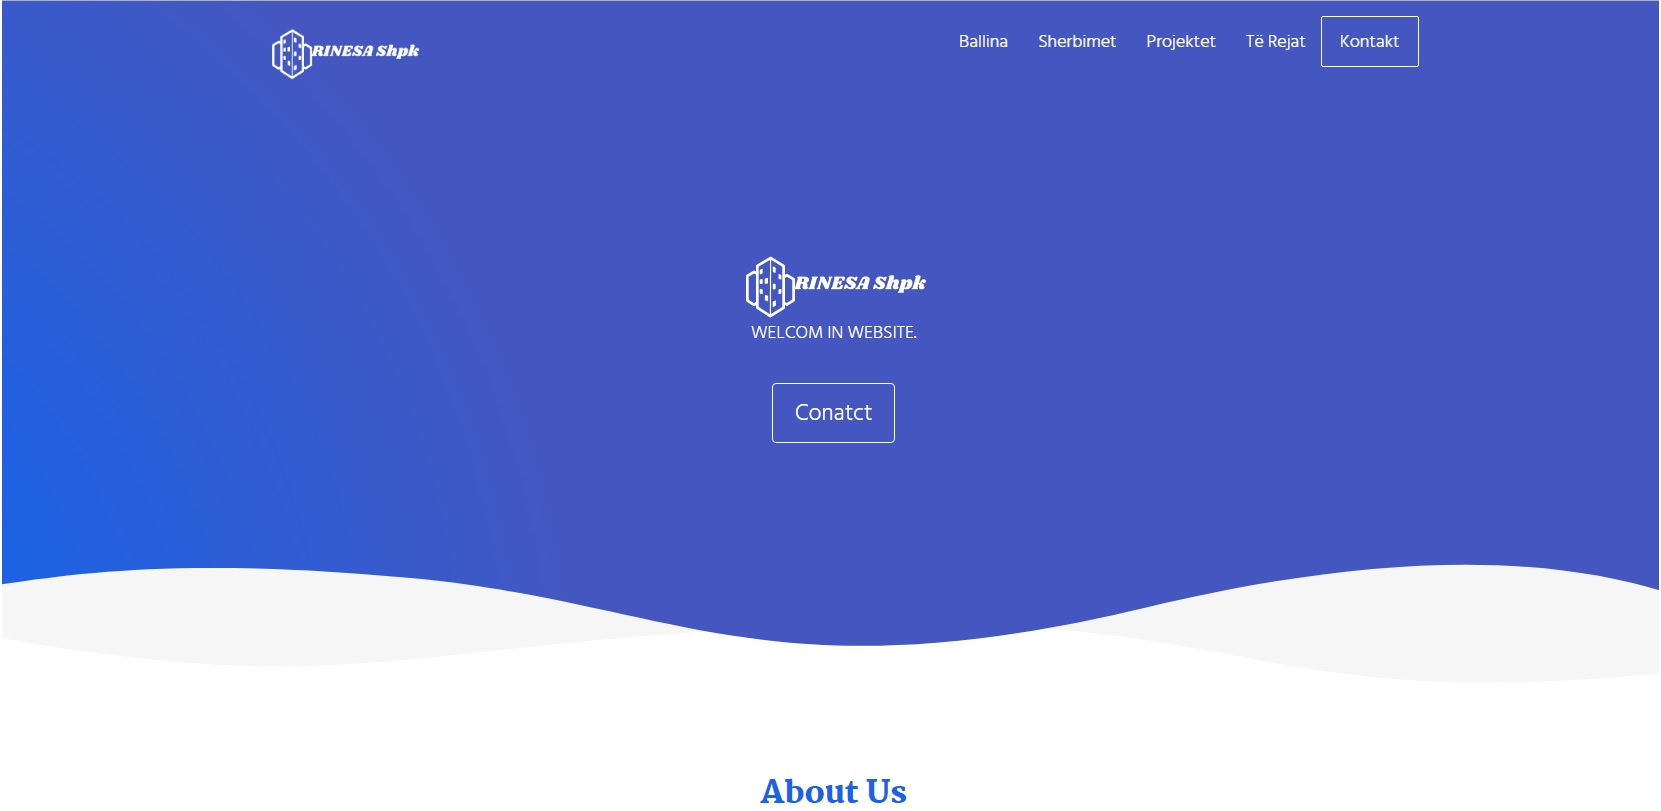 RINESA Shpk
Ballina Sherbimet Projektet Të Rejat Kontakt
RINESA Shpk
WELCOM IN WEBSITE.
Conatct
About Us